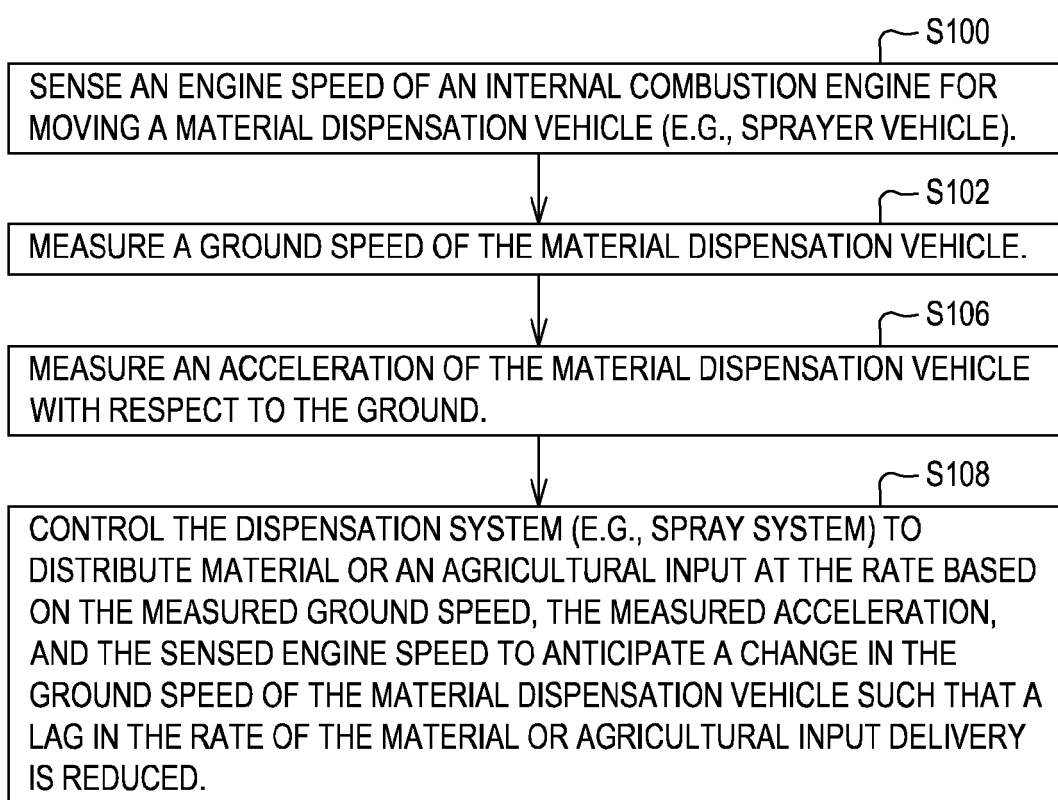 S100
SENSE AN ENGINE SPEED OF AN INTERNAL COMBUSTION ENGINE FOR
MOVING A MATERIAL DISPENSATION VEHICLE (E.G., SPRAYER VEHICLE).
S102
MEASURE A GROUND SPEED OF THE MATERIAL DISPENSATION VEHICLE.
S106
MEASURE AN ACCELERATION OF THE MATERIAL DISPENSATION VEHICLE
WITH RESPECT TO THE GROUND.
S108
CONTROL THE DISPENSATION SYSTEM (E.G., SPRAY SYSTEM) TO
DISTRIBUTE MATERIAL OR AN AGRICULTURAL INPUT AT THE RATE BASED
ON THE MEASURED GROUND SPEED, THE MEASURED ACCELERATION,
AND THE SENSED ENGINE SPEED TO ANTICIPATE A CHANGE IN THE
GROUND SPEED OF THE MATERIAL DISPENSATION VEHICLE SUCH THAT A
LAG IN THE RATE OF THE MATERIAL OR AGRICULTURAL INPUT DELIVERY
IS REDUCED.